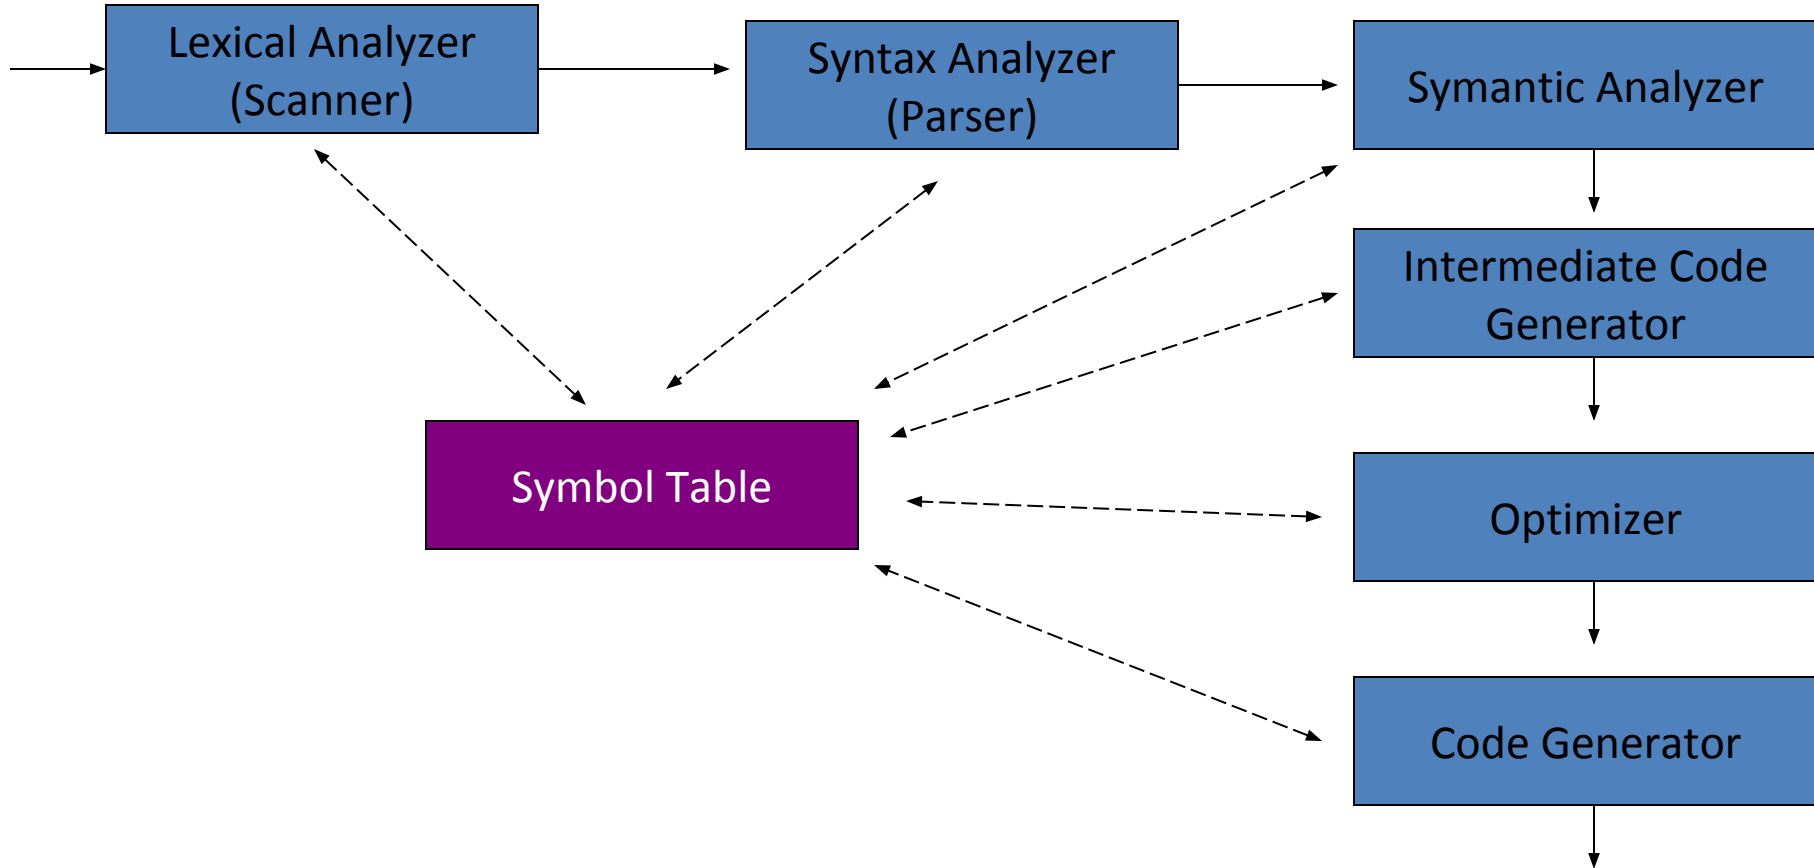 Lexical Analyzer
(Scanner)
Syntax Analyzer
(Parser)
Symantic Analyzer
Intermediate Code
Generator
Symbol Table
Optimizer
Code Generator